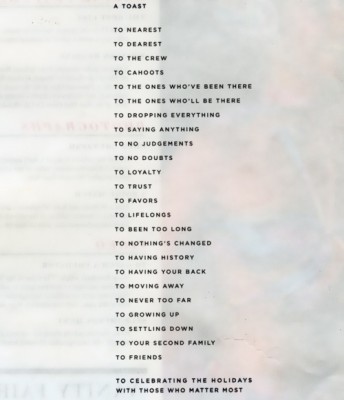 A TOAST
TO NEAREST
TO DEAREST
TO THE CREW
TO CAHOOTS
TO THE ONES WHO'VE BEEN THERE
TO THE ONES WHO'LL BE THERE
TO DROPPING EVERYTHING
TO SAYING ANYTHING
TO NO JUDGEMENTS
TO NO DOUBTS
TO LOYALTY
TO TRUST
TO FAVORS
TO LIFELONGS
TO BEEN TOO LONG
TO NOTHING'S CHANGED
TO HAVING HISTORY
TO HAVING YOUR BACK
TO MOVING AWAY
TO NEVER TOO FAR
TO GROWING UP
TO SETTLING DOWN
TO YOUR SECOND FAMILY
TO FRIENDS
TO CELEBRATING THE HOLIDAYS
WITH THOSE WHO MATTER MOST